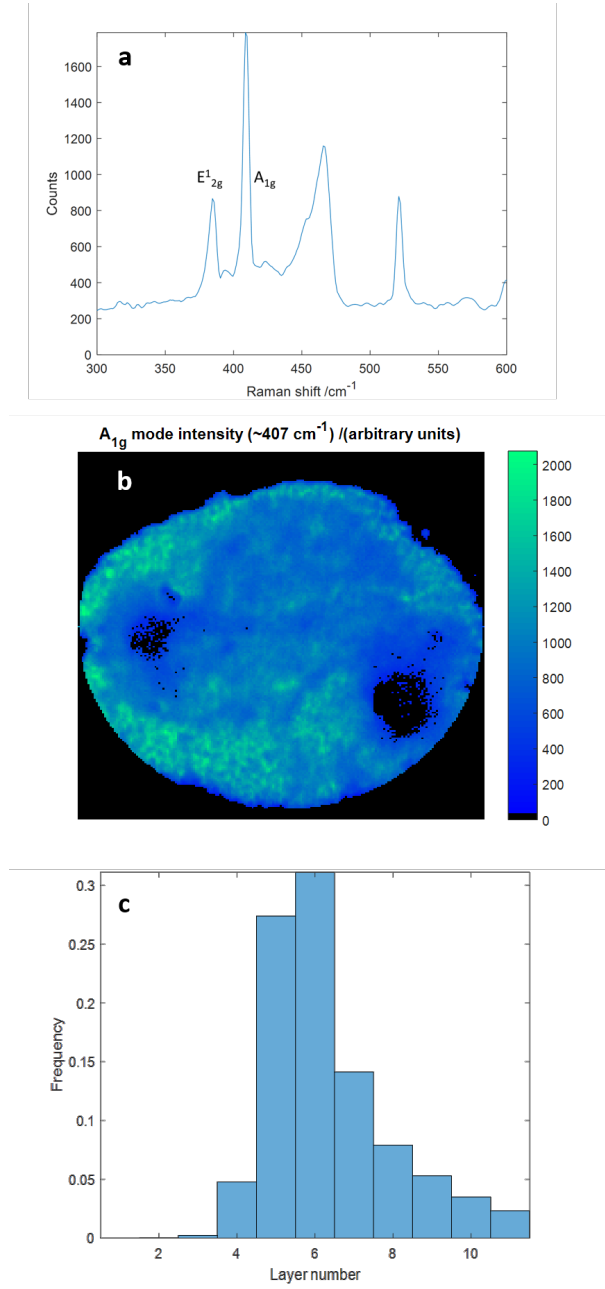 a
1600
1400
1200
1000
800
600
400
200
0
Counts
E¹₂g
A₁g
300 350 400 450 500 550 600
Raman shift /cm⁻¹
A₁g mode intensity (~407 cm⁻¹) /(arbitrary units)
b
2000
1800
1600
1400
1200
1000
800
600
400
200
0
c
0.3
0.25
0.2
0.15
0.1
0.05
0
Frequency
2 4 6 8 10
Layer number